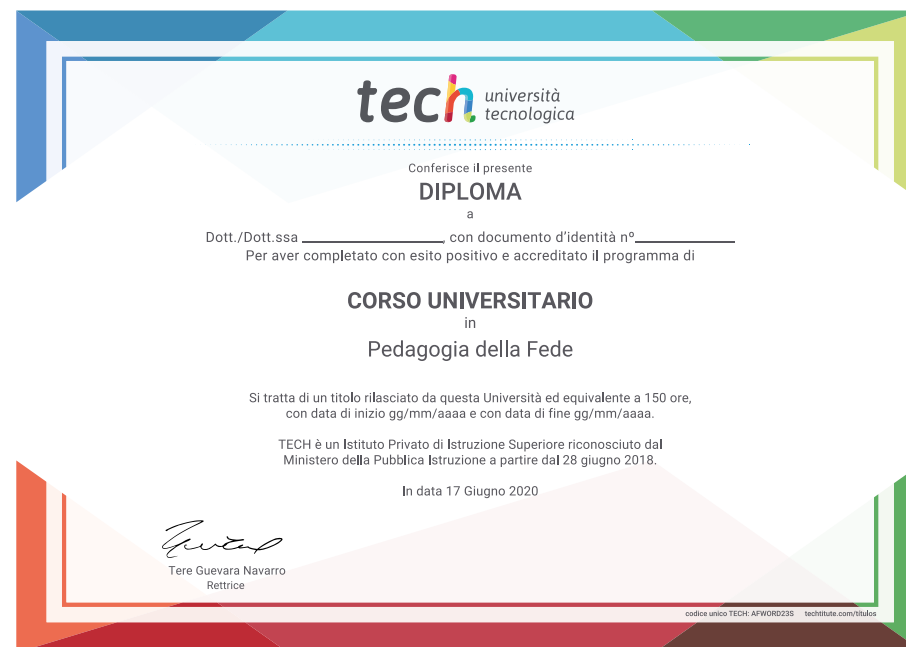 tech università
tecnologica
Conferisce il presente
DIPLOMA
a
Dott./Dott.ssa ________________, con documento d'identità nº____________
Per aver completato con esito positivo e accreditato il programma di
CORSO UNIVERSITARIO
in
Pedagogia della Fede
Si tratta di un titolo rilasciato da questa Università ed equivalente a 150 ore,
con data di inizio gg/mm/aaaa e con data di fine gg/mm/aaaa.
TECH è un Istituto Privato di Istruzione Superiore riconosciuto dal
Ministero della Pubblica Istruzione a partire dal 28 giugno 2018.
In data 17 Giugno 2020
Tere Guevara Navarro
Rettrice
codice unico TECH: AFWORD23S techtitute.com/titulos